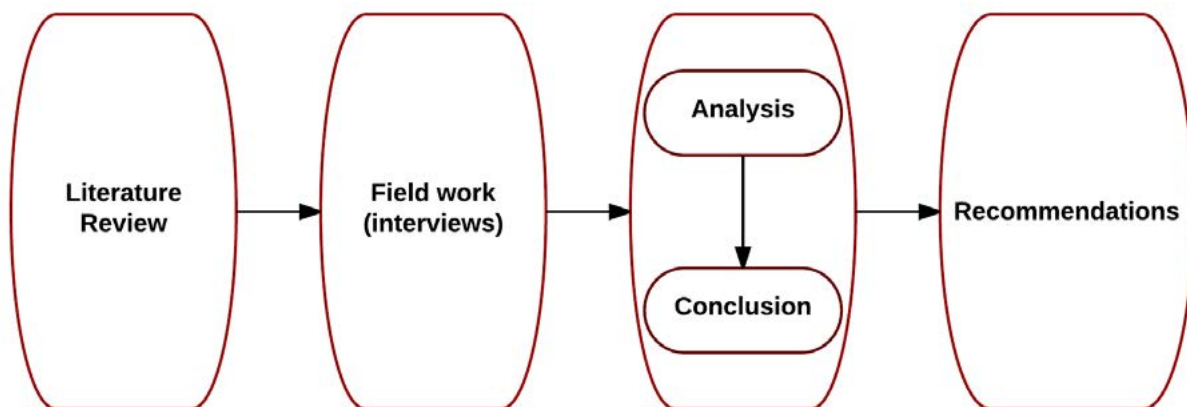 Literature
Review
Field work
(interviews)
Analysis
Conclusion
Recommendations